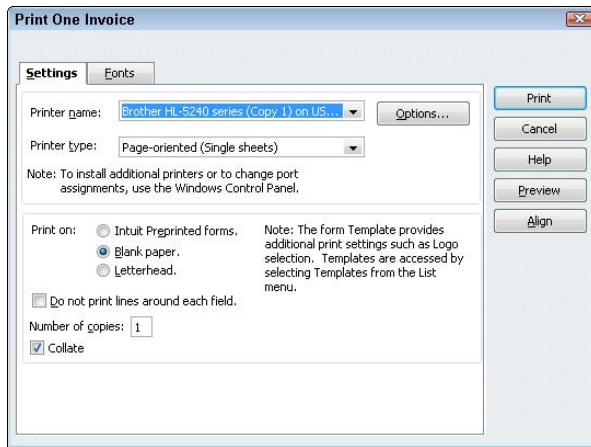 Print One Invoice
Settings
Fonts
Printer name:
Brother HL-5240 series (Copy 1) on US...
Options...
Printer type:
Page-oriented (Single sheets)
Note: To install additional printers or to change port
assignments, use the Windows Control Panel.
Print on:
Intuit Preprinted forms.
Blank paper.
Letterhead.
Note: The form Template provides
additional print settings such as Logo
selection. Templates are accessed by
selecting Templates from the List
menu.
Do not print lines around each field.
Number of copies: 1
Collate
Print
Cancel
Help
Preview
Align